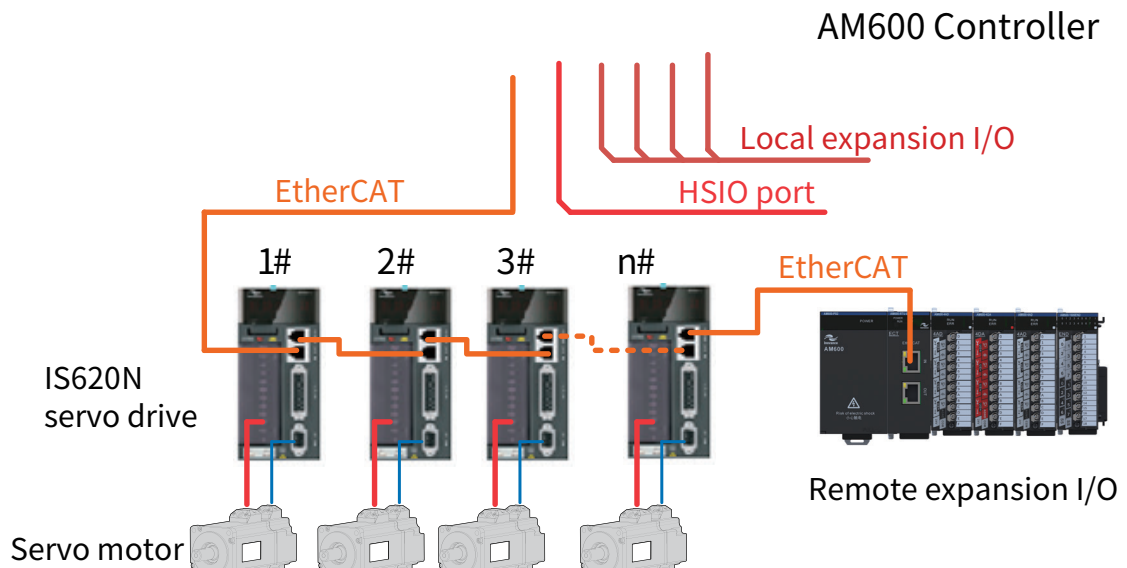 AM600 Controller
Local expansion I/O
EtherCAT
HSIO port
1#
2#
3#
n#
EtherCAT
POWER
AM600
IS620N
servo drive
Remote expansion I/O
Servo motor